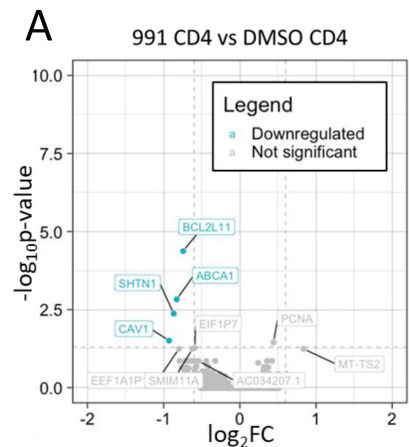 A
991 CD4 vs DMSO CD4
10.0
7.5
5.0
2.5
0.0
-log10p-value
Legend
a Downregulated
a Not significant
BCL2L11
ABCA1
SHTN1
CAV1
EIF1P7
PCNA
MT-TS2
EEF1A1P
SMIM11A
AC034207.1
-2
-1
0
1
2
log2FC